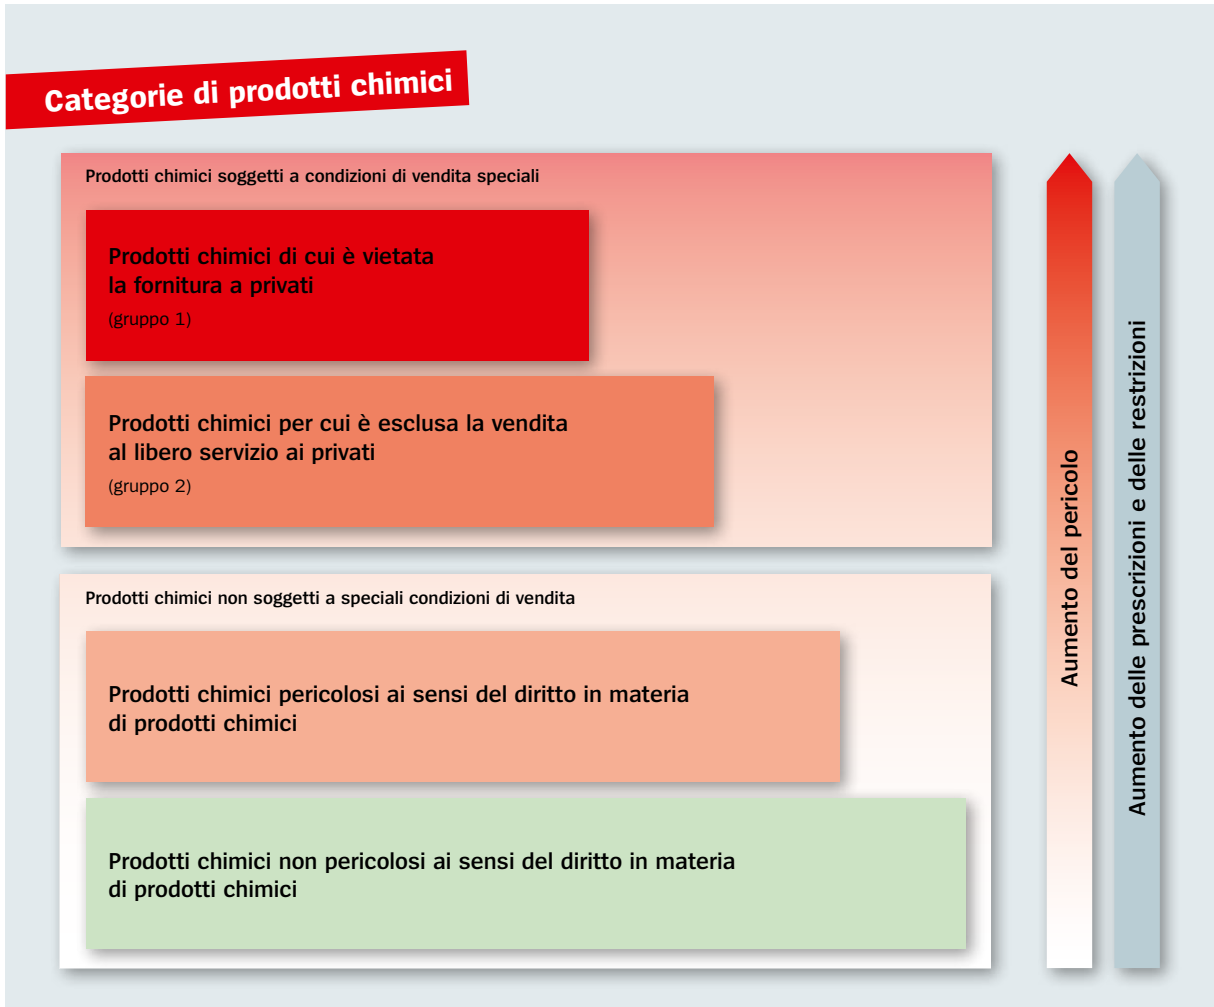 Categorie di prodotti chimici
Prodotti chimici soggetti a condizioni di vendita speciali
Prodotti chimici di cui è vietata
la fornitura a privati
(gruppo 1)
Prodotti chimici per cui è esclusa la vendita
al libero servizio ai privati
(gruppo 2)
Prodotti chimici non soggetti a speciali condizioni di vendita
Prodotti chimici pericolosi ai sensi del diritto in materia
di prodotti chimici
Prodotti chimici non pericolosi ai sensi del diritto in materia
di prodotti chimici
Aumento del pericolo
Aumento delle prescrizioni e delle restrizioni